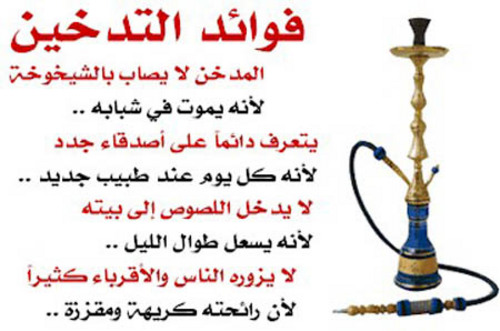 فوائد التدخين
المدخن لا يصاب بالشيخوخة
لأنه يموت في شبابه ..
يتعرف دائماً على أصدقاء جدد
لأنه كل يوم عند طبيب جديد ..
لا يدخل اللصوص إلى بيته
لأنه يسعل طوال الليل ..
لا يزوره الناس والأقرباء كثيراً
لأن رائحته كريهة ومقززة ..